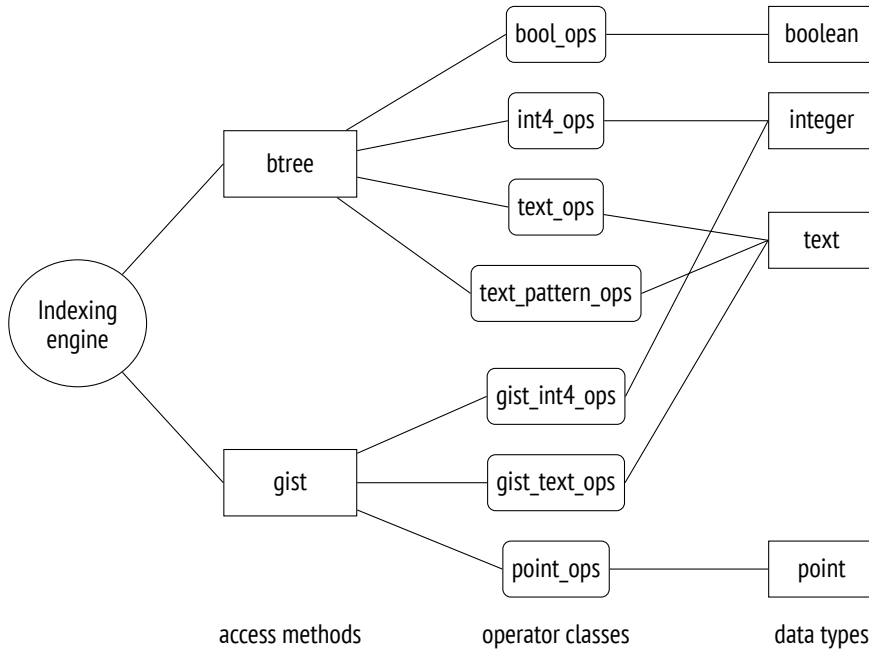 bool_ops
boolean
int4_ops
integer
btree
text_ops
text
text_pattern_ops
Indexing
engine
gist_int4_ops
gist
gist_text_ops
point_ops
point
access methods
operator classes
data types